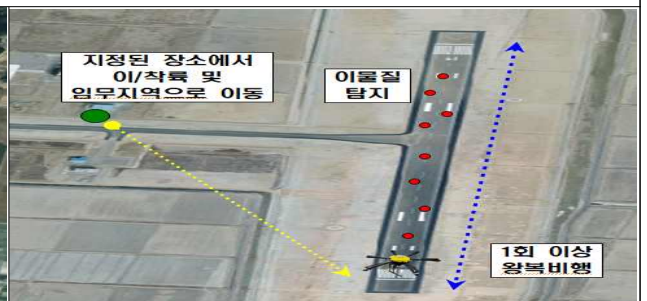 지정된 장소에서
이/착륙 및
임무지역으로 이동
이물질
탐지
1회 이상
왕복비행